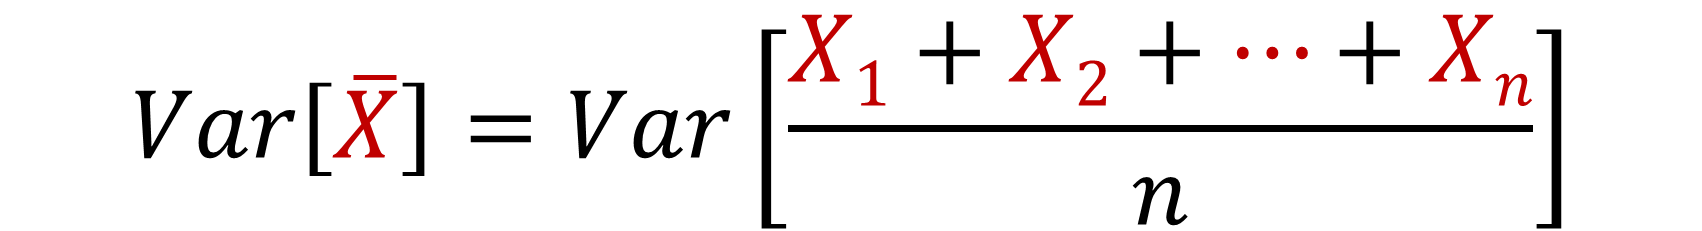 Var[X̄] = Var[(X₁ + X₂ + ⋯ + Xₙ)/n]